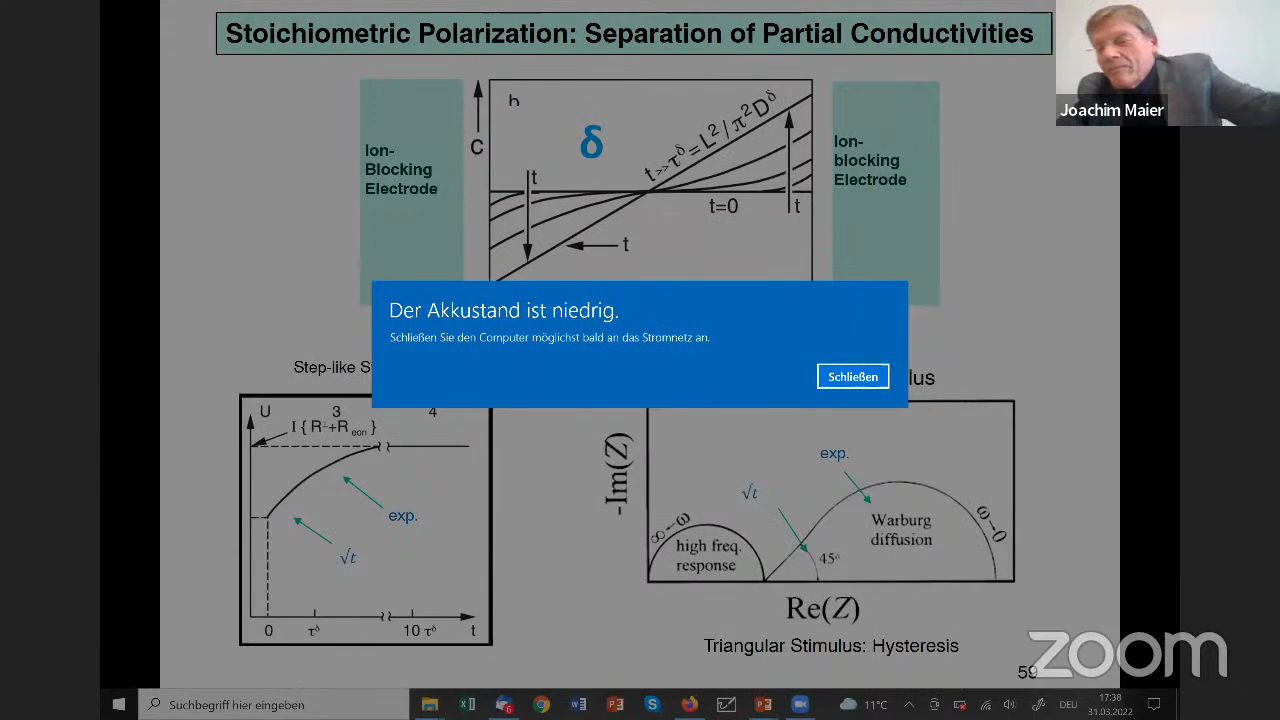 Stoichiometric Polarization: Separation of Partial Conductivities
Joachim Maier
Ion-
Blocking
Electrode
C
δ
t
t
t >> τ^δ = L²/π²D^δ
t=0
t
Ion-
blocking
Electrode
Der Akkustand ist niedrig.
Schließen Sie den Computer möglichst bald an das Stromnetz an.
Schließen
Step-like
U
3
4
exp.
√t
0
τ^δ
10 τ^δ
t
-Im(Z)
∞←ω
high freq.
response
√t
exp.
45°
Warburg
diffusion
ω→0
Re(Z)
Triangular Stimulus: Hysteresis
59
zoom
Suchbegriff hier eingeben
11°C
DEU
17:38
31.03.2022